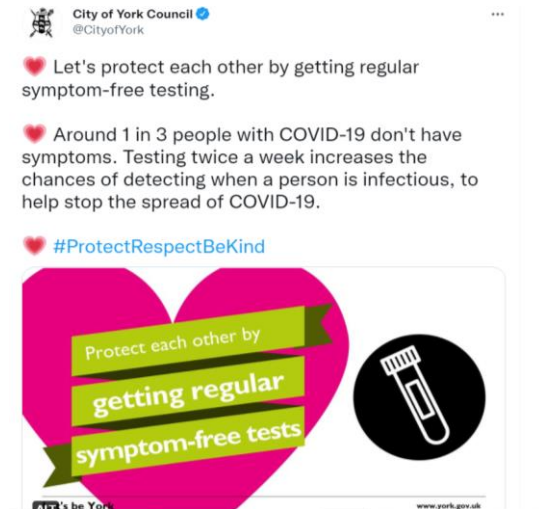 City of York Council
@CityofYork
Let's protect each other by getting regular
symptom-free testing.
Around 1 in 3 people with COVID-19 don't have
symptoms. Testing twice a week increases the
chances of detecting when a person is infectious, to
help stop the spread of COVID-19.
#ProtectRespectBeKind
Protect each other by
getting regular
symptom-free tests
ALT's be York
www.york.gov.uk